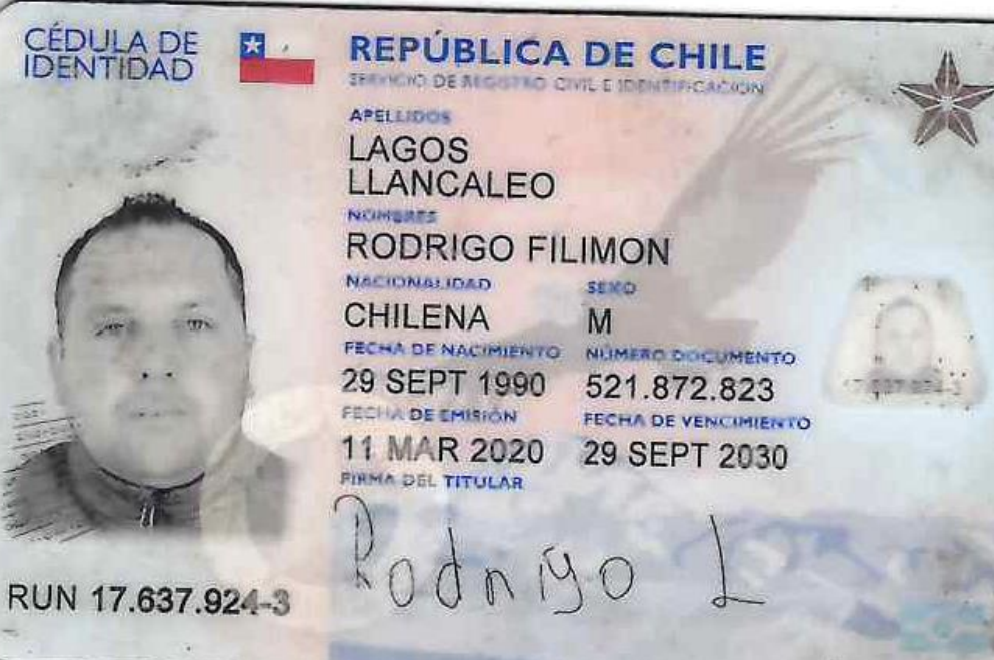 CÉDULA DE
IDENTIDAD
REPÚBLICA DE CHILE
SERVICIO DE REGISTRO CIVIL E IDENTIFICACIÓN
APELLIDOS
LAGOS
LLANCALEO
NOMBRES
RODRIGO FILIMON
NACIONALIDAD SEXO
CHILENA M
FECHA DE NACIMIENTO NÚMERO DOCUMENTO
29 SEPT 1990 521.872.823
FECHA DE EMISIÓN FECHA DE VENCIMIENTO
11 MAR 2020 29 SEPT 2030
FIRMA DEL TITULAR
Rodrigo L
RUN 17.637.924-3
17.637.924-3